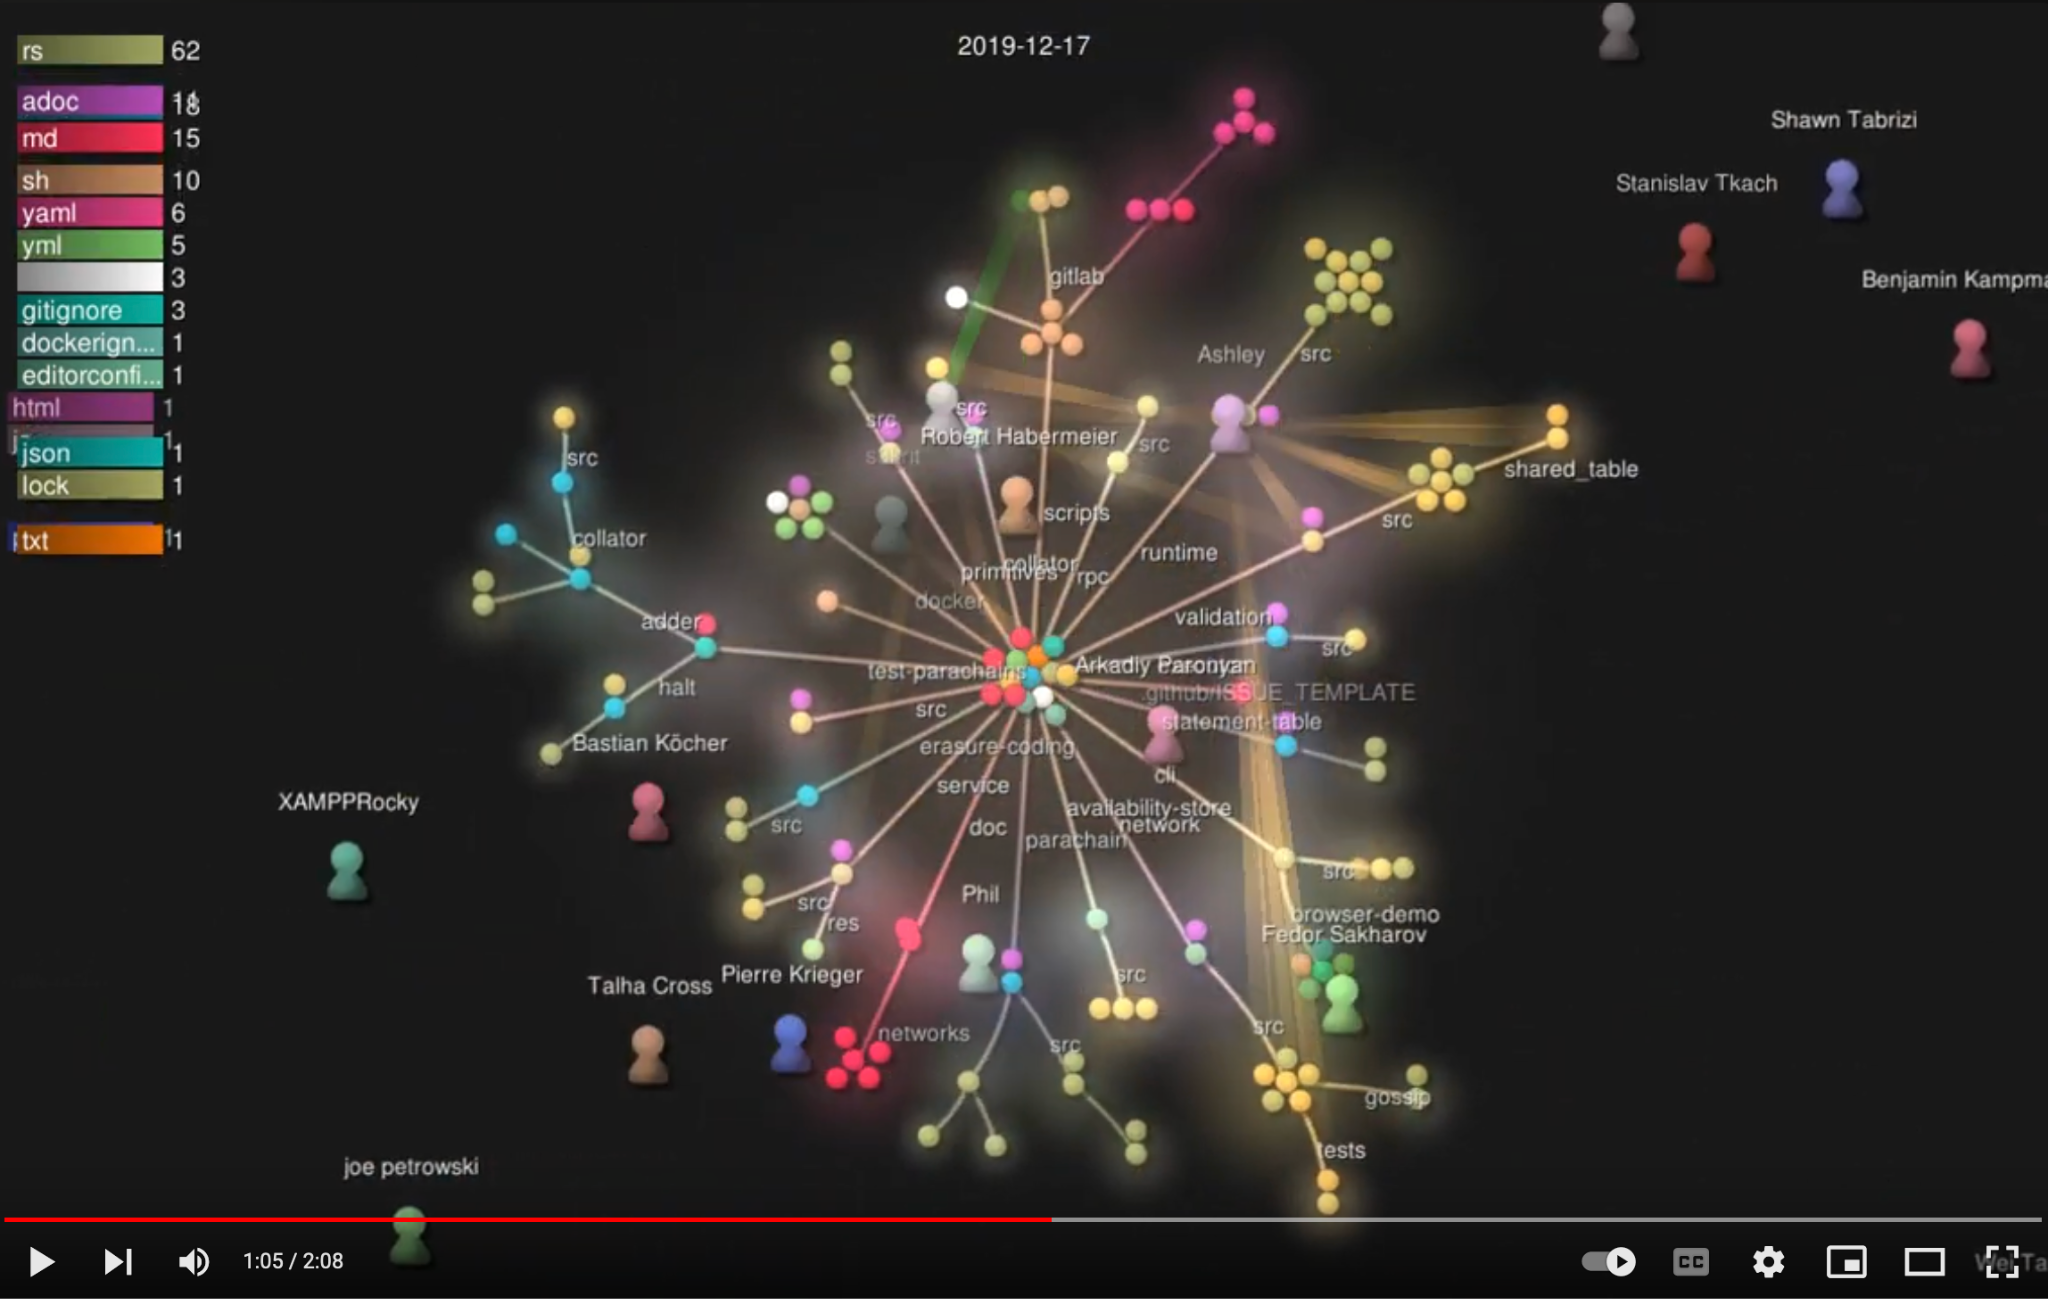 2019-12-17
rs 62
adoc
md 15
sh 10
yaml 6
yml 5
3
gitignore 3
dockerign... 1
editorconfi... 1
html 1
json 1
lock 1
txt 1
Shawn Tabrizi
Stanislav Tkach
Benjamin Kampma
gitlab
Ashley
src
src
src
Robert Habermeier
src
shared_table
src
collator
scripts
src
runtime
collator
primitives
rpc
docker
adder
validation
src
test-parachains
Arkadiy Paronyan
halt
.github/ISSUE_TEMPLATE
src
statement-table
Bastian Köcher
erasure-coding
cli
service
XAMPPRocky
availability-store
src
doc
network
parachain
src
Phil
src
browser-demo
res
Fedor Sakharov
Pierre Krieger
src
Talha Cross
src
networks
src
gossip
tests
joe petrowski
1:05 / 2:08
CC